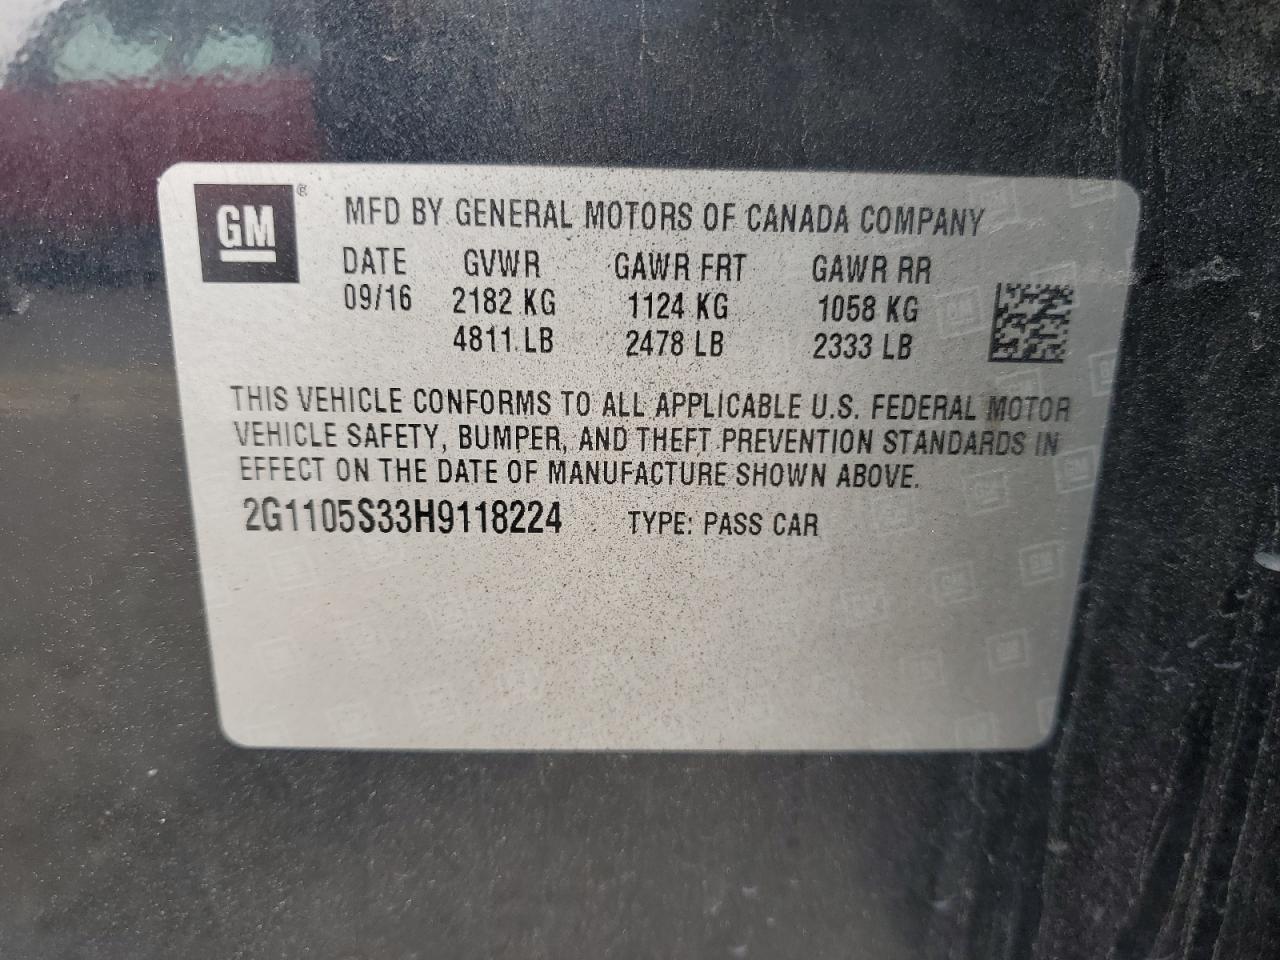 GM ® MFD BY GENERAL MOTORS OF CANADA COMPANY
DATE GVWR GAWR FRT GAWR RR
09/16 2182 KG 1124 KG 1058 KG
4811 LB 2478 LB 2333 LB
THIS VEHICLE CONFORMS TO ALL APPLICABLE U.S. FEDERAL MOTOR
VEHICLE SAFETY, BUMPER, AND THEFT PREVENTION STANDARDS IN
EFFECT ON THE DATE OF MANUFACTURE SHOWN ABOVE.
2G1105S33H9118224 TYPE: PASS CAR